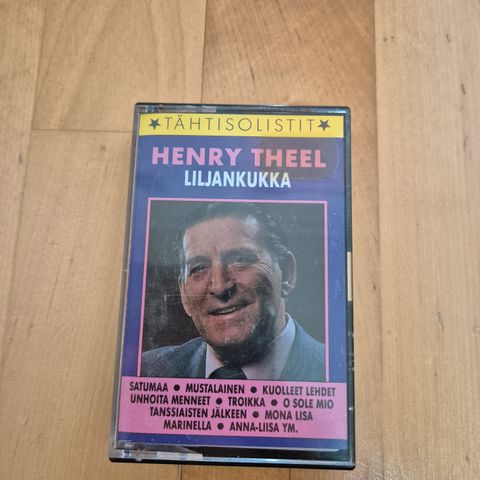 ★TÄHTISOLISTIT★
HENRY THEEL
LILJANKUKKA
SATUMAA ● MUSTALAINEN ● KUOLLEET LEHDET
UNHOITA MENNEET ● TROIKKA ● O SOLE MIO
TANSSIAISTEN JÄLKEEN ● MONA LISA
MARINELLA ● ANNA-LIISA YM.